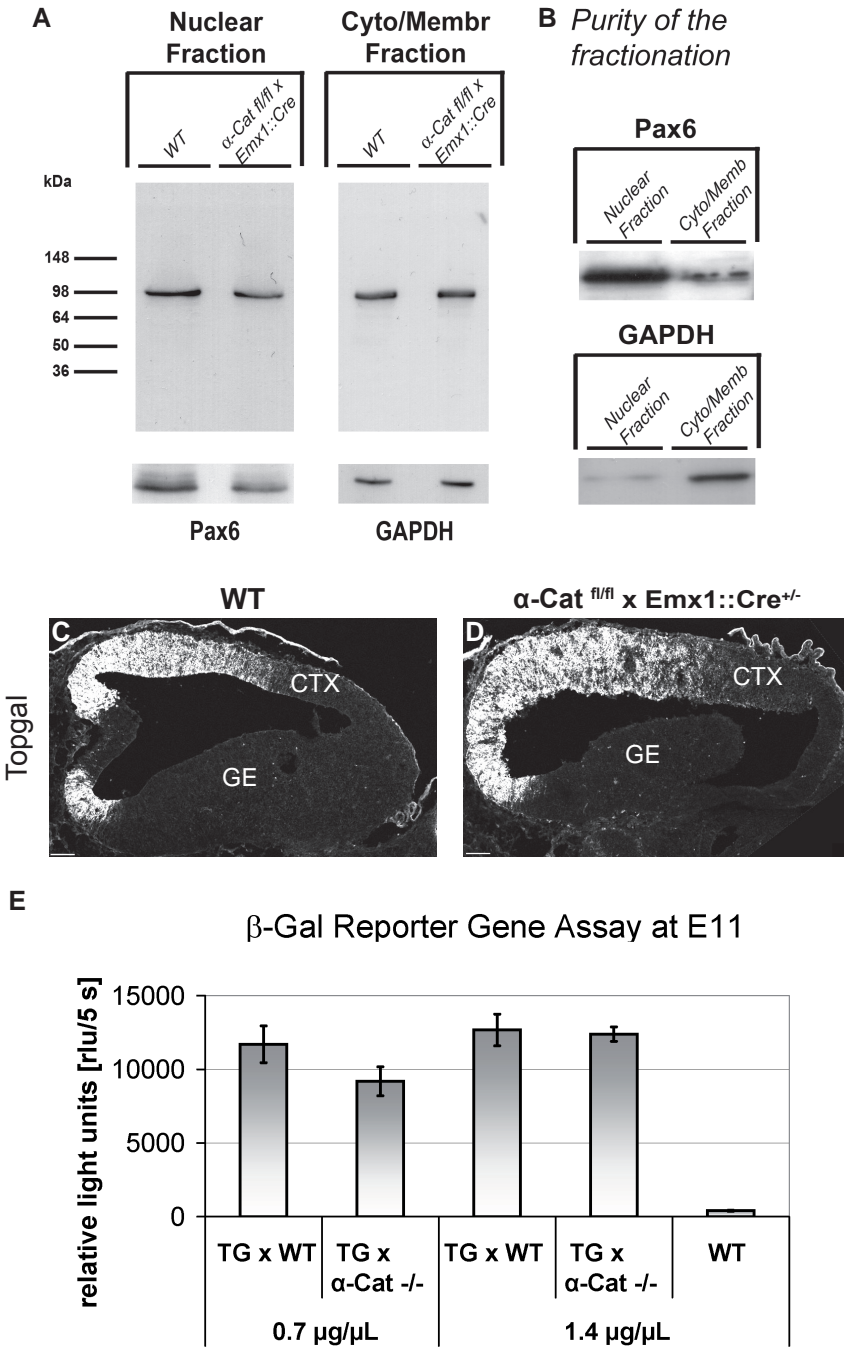 A
Nuclear
Fraction
Cyto/Membr
Fraction
WT
α-Cat fl/fl x
Emx1::Cre
WT
α-Cat fl/fl x
Emx1::Cre
kDa
148
98
64
50
36
Pax6
GAPDH
B
Purity of the
fractionation
Pax6
Nuclear
Fraction
Cyto/Memb
Fraction
GAPDH
Nuclear
Fraction
Cyto/Memb
Fraction
WT
α-Cat fl/fl x Emx1::Cre+/-
Topgal
C
CTX
GE
D
CTX
GE
E
β-Gal Reporter Gene Assay at E11
relative light units [rlu/5 s]
15000
10000
5000
0
TG x WT
TG x
α-Cat -/-
TG x WT
TG x
α-Cat -/-
WT
0.7 µg/µL
1.4 µg/µL